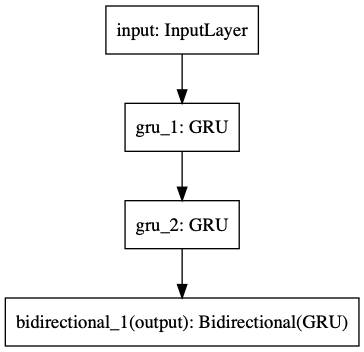 input: InputLayer
gru_1: GRU
gru_2: GRU
bidirectional_1(output): Bidirectional(GRU)